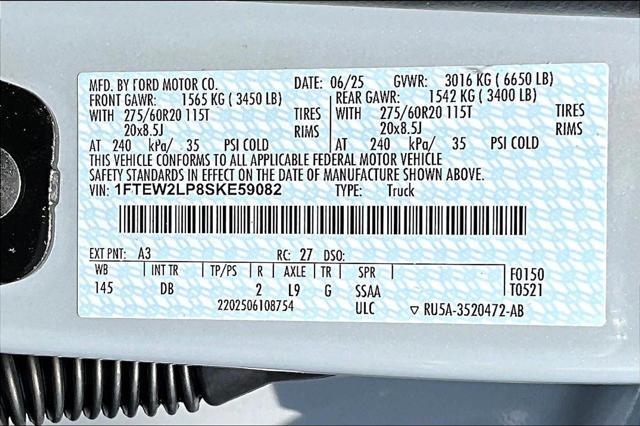 MFD. BY FORD MOTOR CO. DATE: 06/25 GVWR: 3016 KG ( 6650 LB)
FRONT GAWR: 1565 KG ( 3450 LB) REAR GAWR: 1542 KG ( 3400 LB)
WITH 275/60R20 115T TIRES WITH 275/60R20 115T TIRES
20x8.5J RIMS 20x8.5J RIMS
AT 240 kPa/ 35 PSI COLD AT 240 kPa/ 35 PSI COLD
THIS VEHICLE CONFORMS TO ALL APPLICABLE FEDERAL MOTOR VEHICLE
SAFETY STANDARDS IN EFFECT ON THE DATE OF MANUFACTURE SHOWN ABOVE.
VIN: 1FTEW2LP8SKE59082 TYPE: Truck
EXT PNT: A3 RC: 27 DSO:
WB INT TR TP/PS R AXLE TR SPR F0150
145 DB 2 L9 G SSAA T0521
2202506108754 ULC ▽ RU5A-3520472-AB